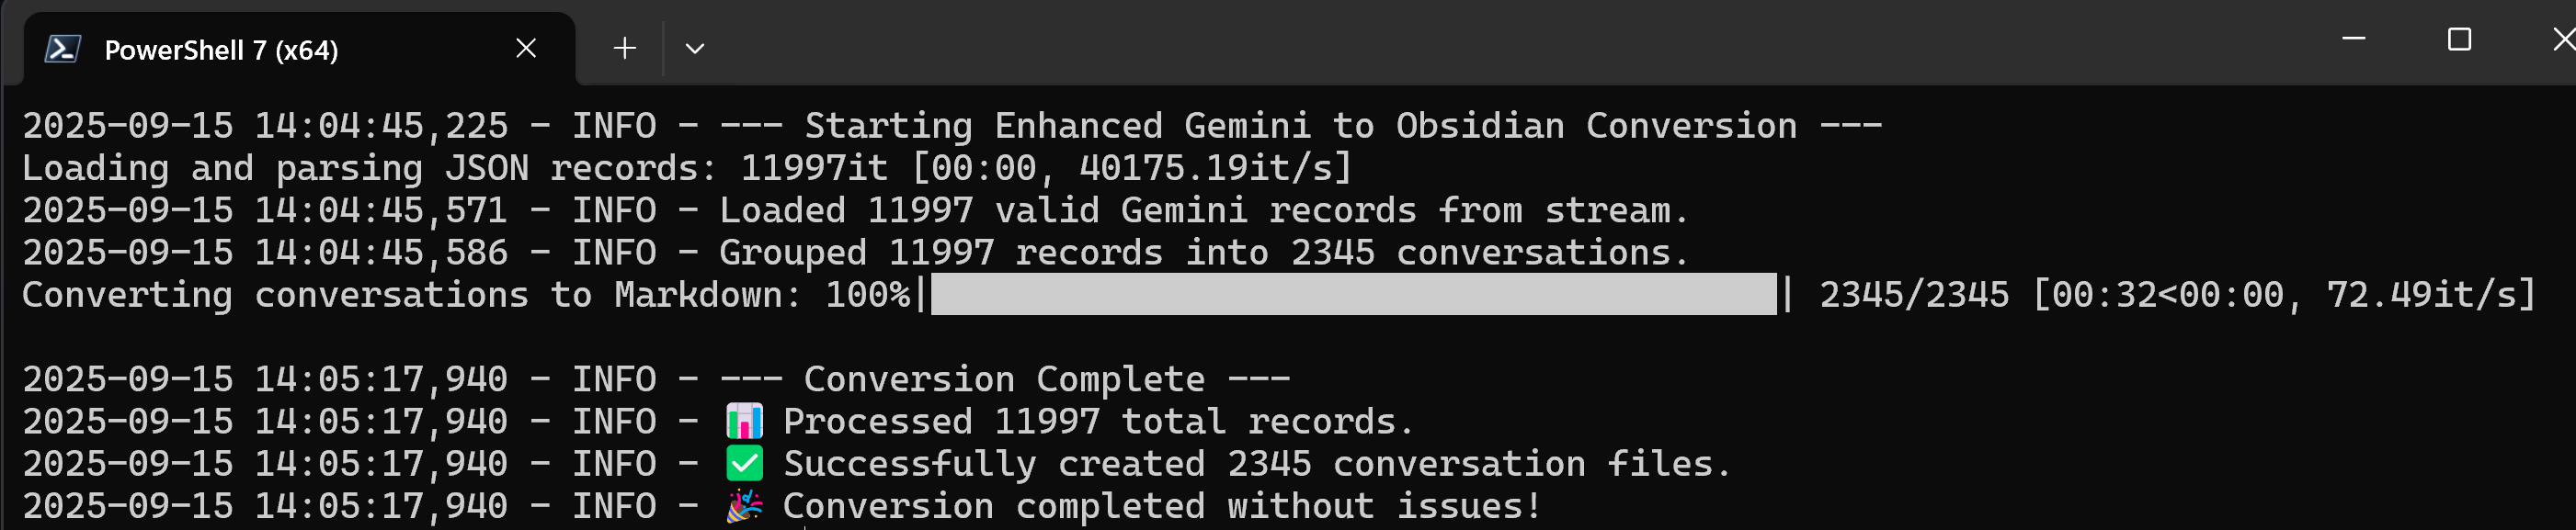 PowerShell 7 (x64)
2025-09-15 14:04:45,225 - INFO - --- Starting Enhanced Gemini to Obsidian Conversion ---
Loading and parsing JSON records: 11997it [00:00, 40175.19it/s]
2025-09-15 14:04:45,571 - INFO - Loaded 11997 valid Gemini records from stream.
2025-09-15 14:04:45,586 - INFO - Grouped 11997 records into 2345 conversations.
Converting conversations to Markdown: 100%|██████████| 2345/2345 [00:32<00:00, 72.49it/s]
2025-09-15 14:05:17,940 - INFO - --- Conversion Complete ---
2025-09-15 14:05:17,940 - INFO - 📊 Processed 11997 total records.
2025-09-15 14:05:17,940 - INFO - ✅ Successfully created 2345 conversation files.
2025-09-15 14:05:17,940 - INFO - 🎉 Conversion completed without issues!